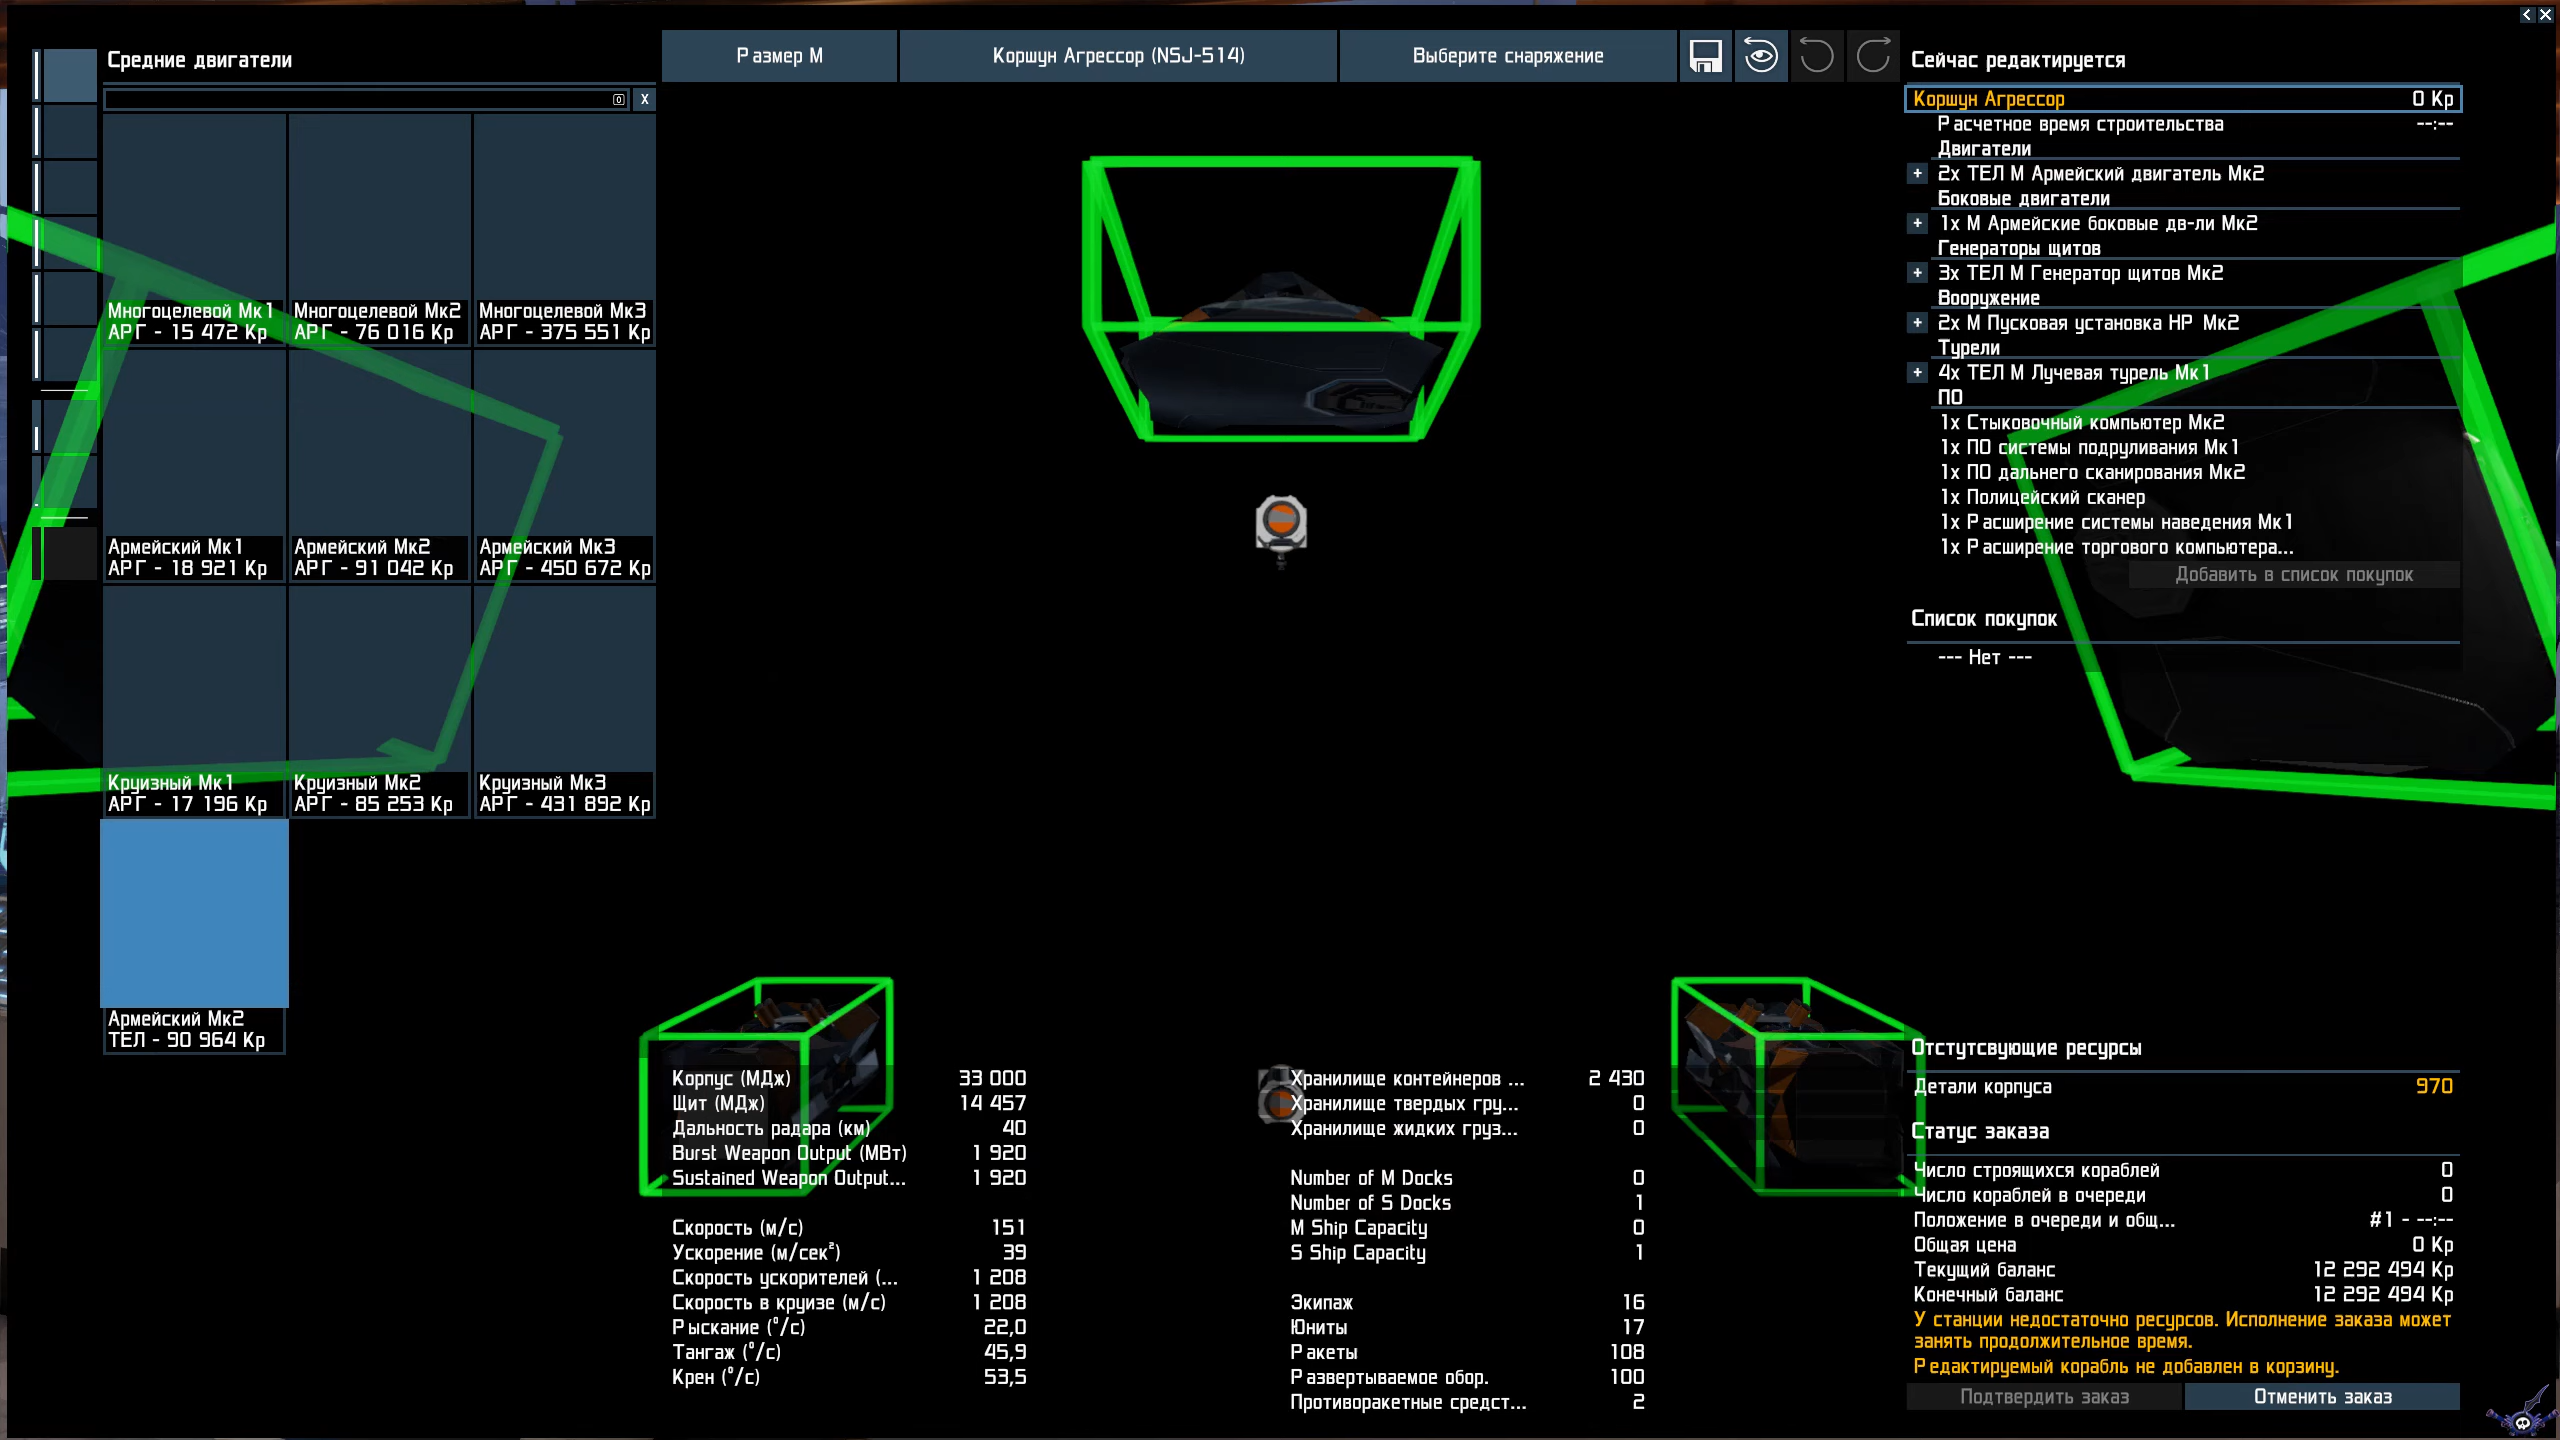 Средние двигатели
X
Многоцелевой Мк1
АРГ - 15 472 Кр
Многоцелевой Мк2
АРГ - 76 016 Кр
Многоцелевой Мк3
АРГ - 375 551 Кр
Армейский Мк1
АРГ - 18 921 Кр
Армейский Мк2
АРГ - 91 042 Кр
Армейский Мк3
АРГ - 450 672 Кр
Круизный Мк1
АРГ - 17 196 Кр
Круизный Мк2
АРГ - 85 253 Кр
Круизный Мк3
АРГ - 431 892 Кр
Армейский Мк2
ТЕЛ - 90 964 Кр
Размер M
Коршун Агрессор (NSJ-514)
Выберите снаряжение
Корпус (МДж) 33 000
Щит (МДж) 14 457
Дальность радара (км) 40
Burst Weapon Output (МВт) 1 920
Sustained Weapon Output... 1 920
Скорость (м/с) 151
Ускорение (м/сек²) 39
Скорость ускорителей (... 1 208
Скорость в круизе (м/с) 1 208
Рыскание (°/с) 22,0
Тангаж (°/с) 45,9
Крен (°/с) 53,5
Хранилище контейнеров ... 2 430
Хранилище твердых гру... 0
Хранилище жидких груз... 0
Number of M Docks 0
Number of S Docks 1
M Ship Capacity 0
S Ship Capacity 1
Экипаж 16
Юниты 17
Ракеты 108
Развертываемое обор. 100
Противоракетные средст... 2
Сейчас редактируется
Коршун Агрессор 0 Кр
Расчетное время строительства --:--
Двигатели
+ 2x ТЕЛ М Армейский двигатель Мк2
Боковые двигатели
+ 1x М Армейские боковые дв-ли Мк2
Генераторы щитов
+ 3x ТЕЛ М Генератор щитов Мк2
Вооружение
+ 2x М Пусковая установка НР Мк2
Турели
+ 4x ТЕЛ М Лучевая турель Мк1
ПО
1x Стыковочный компьютер Мк2
1x ПО системы подруливания Мк1
1x ПО дальнего сканирования Мк2
1x Полицейский сканер
1x Расширение системы наведения Мк1
1x Расширение торгового компьютера...
Добавить в список покупок
Список покупок
--- Нет ---
Отстутсвующие ресурсы
Детали корпуса 970
Статус заказа
Число строящихся кораблей 0
Число кораблей в очереди 0
Положение в очереди и общ... #1 - --:--
Общая цена 0 Кр
Текущий баланс 12 292 494 Кр
Конечный баланс 12 292 494 Кр
У станции недостаточно ресурсов. Исполнение заказа может
занять продолжительное время.
Редактируемый корабль не добавлен в корзину.
Подтвердить заказ
Отменить заказ